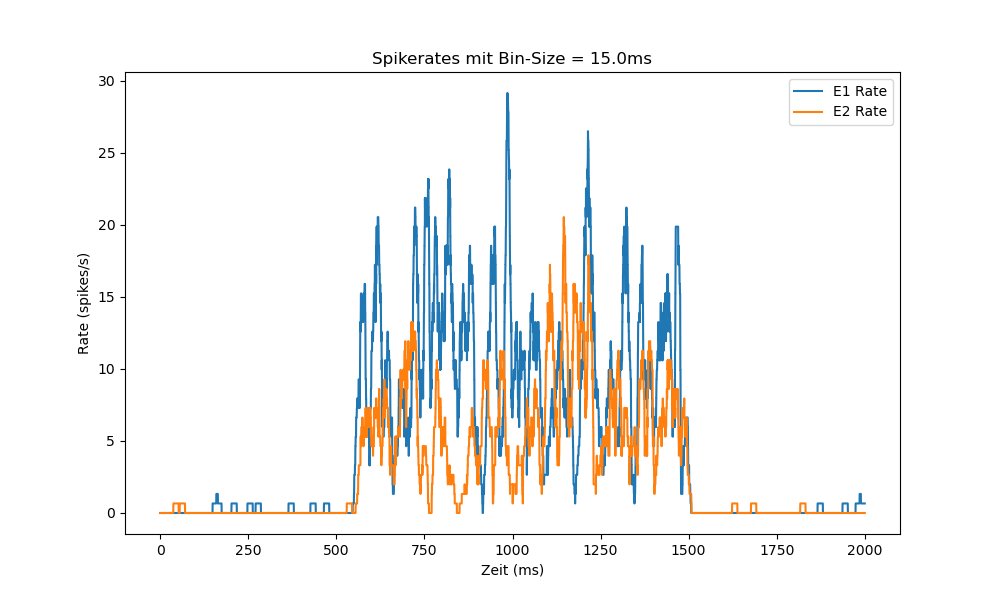 Spikerates mit Bin-Size = 15.0ms
30
25
20
15
10
5
0
Rate (spikes/s)
E1 Rate
E2 Rate
0 250 500 750 1000 1250 1500 1750 2000
Zeit (ms)